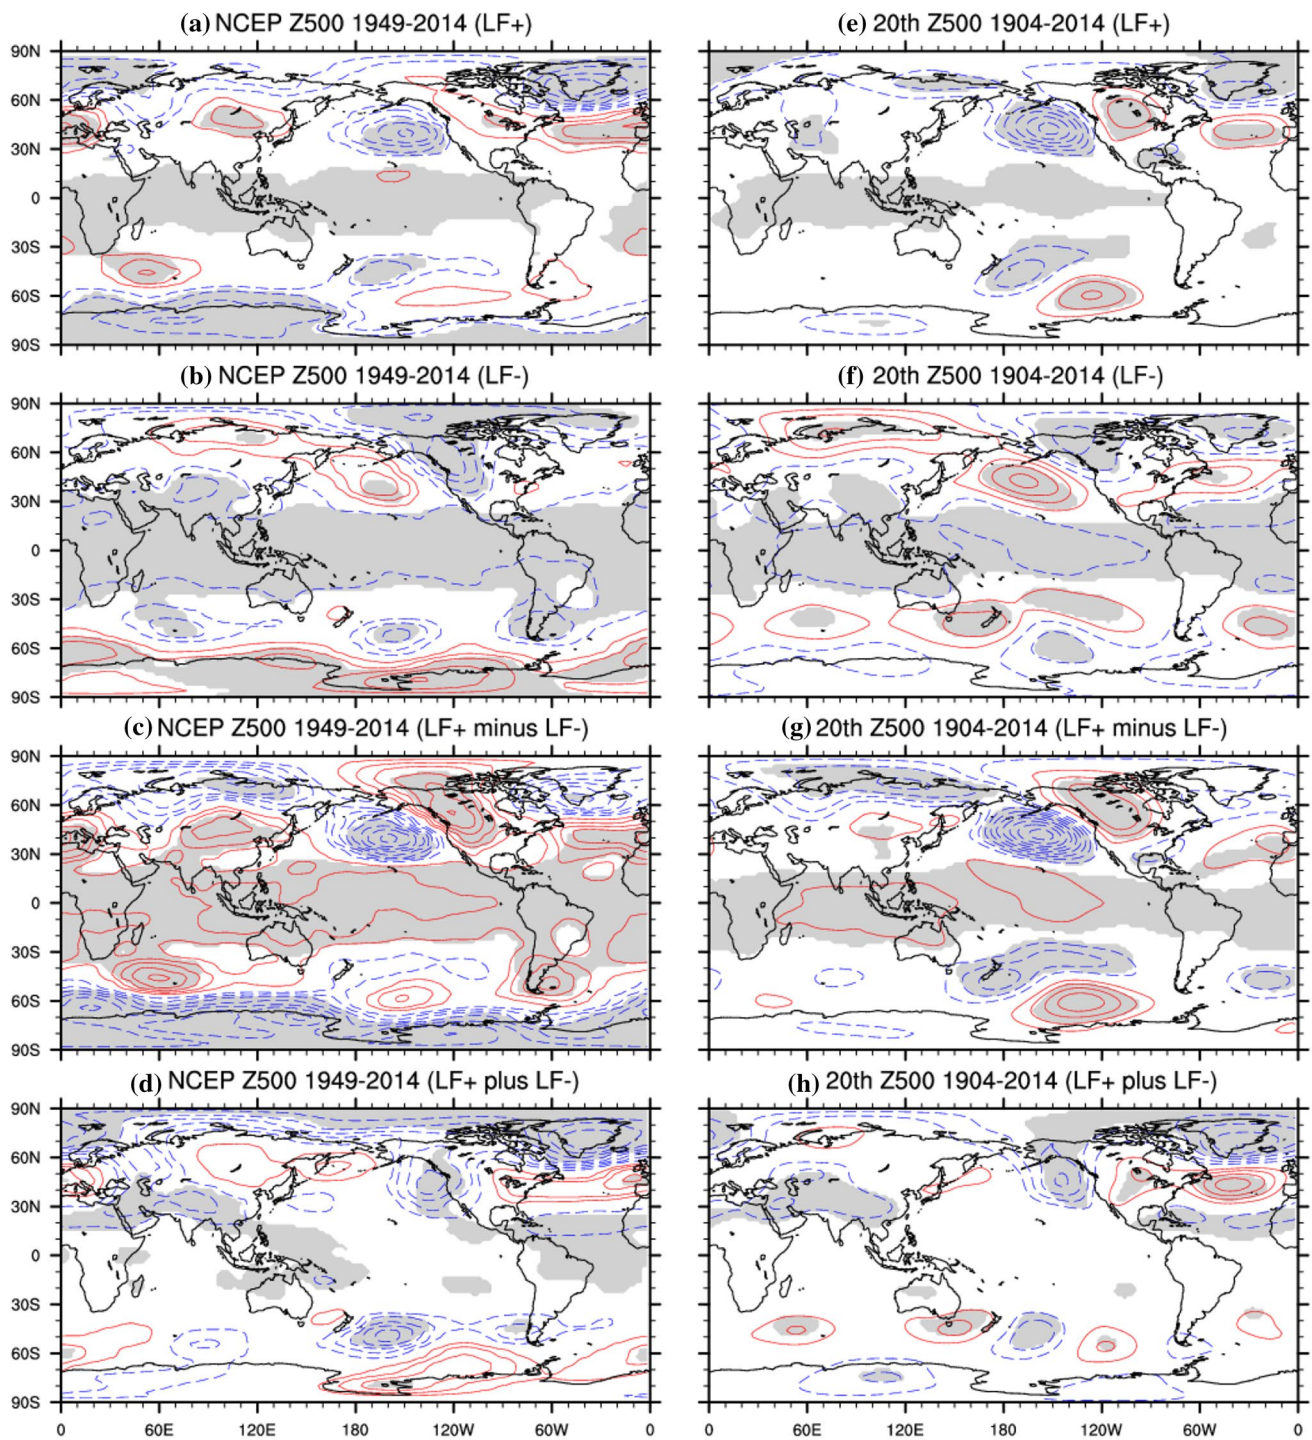 (a) NCEP Z500 1949-2014 (LF+)
(e) 20th Z500 1904-2014 (LF+)
90N
60N
30N
0
30S
60S
90S
(b) NCEP Z500 1949-2014 (LF-)
(f) 20th Z500 1904-2014 (LF-)
90N
60N
30N
0
30S
60S
90S
(c) NCEP Z500 1949-2014 (LF+ minus LF-)
(g) 20th Z500 1904-2014 (LF+ minus LF-)
90N
60N
30N
0
30S
60S
90S
(d) NCEP Z500 1949-2014 (LF+ plus LF-)
(h) 20th Z500 1904-2014 (LF+ plus LF-)
90N
60N
30N
0
30S
60S
90S
0 60E 120E 180 120W 60W 0
0 60E 120E 180 120W 60W 0